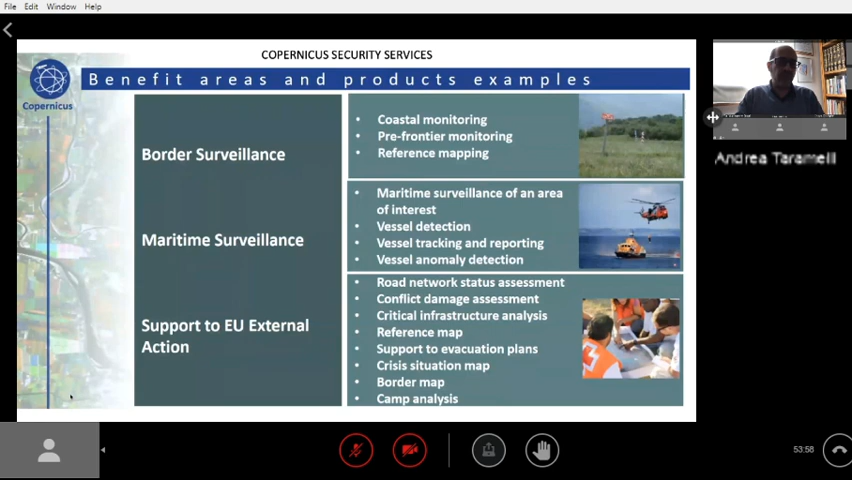 File Edit Window Help
COPERNICUS SECURITY SERVICES
Benefit areas and products examples
Copernicus
Border Surveillance
• Coastal monitoring
• Pre-frontier monitoring
• Reference mapping
Maritime Surveillance
• Maritime surveillance of an area
of interest
• Vessel detection
• Vessel tracking and reporting
• Vessel anomaly detection
Support to EU External
Action
• Road network status assessment
• Conflict damage assessment
• Critical infrastructure analysis
• Reference map
• Support to evacuation plans
• Crisis situation map
• Border map
• Camp analysis
Andrea Taramelli
53:58